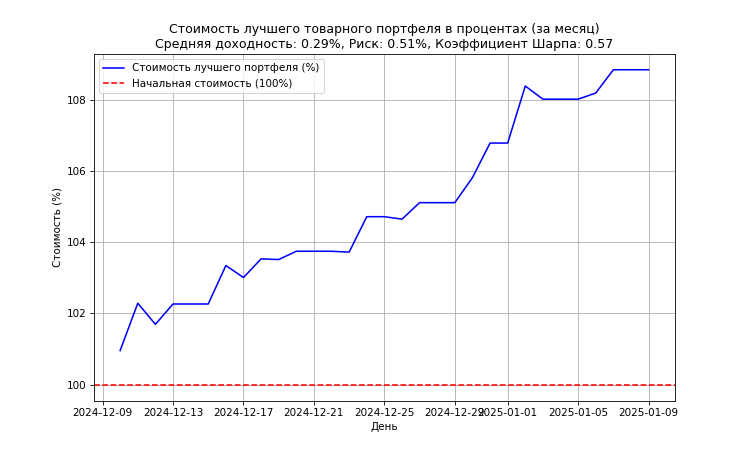 Стоимость лучшего товарного портфеля в процентах (за месяц)
Средняя доходность: 0.29%, Риск: 0.51%, Коэффициент Шарпа: 0.57
Стоимость лучшего портфеля (%)
Начальная стоимость (100%)
Стоимость (%)
108
106
104
102
100
2024-12-09 2024-12-13 2024-12-17 2024-12-21 2024-12-25 2024-12-29 2025-01-01 2025-01-05 2025-01-09
День